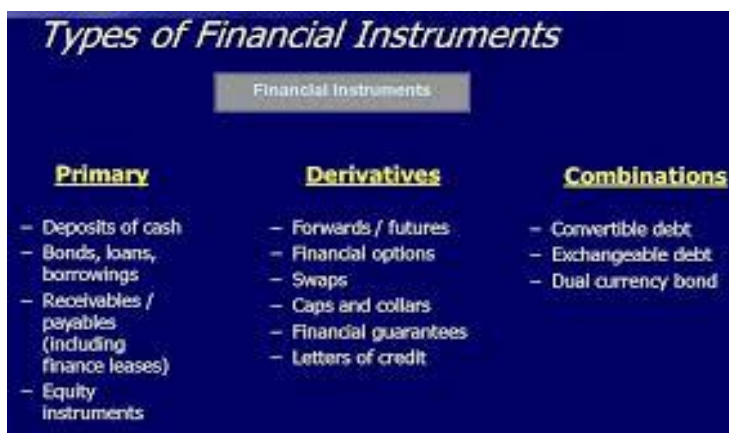 Types of Financial Instruments
Financial Instruments
Primary
– Deposits of cash
– Bonds, loans,
borrowings
– Receivables /
payables
(including
finance leases)
– Equity
instruments
Derivatives
– Forwards / futures
– Financial options
– Swaps
– Caps and collars
– Financial guarantees
– Letters of credit
Combinations
– Convertible debt
– Exchangeable debt
– Dual currency bond